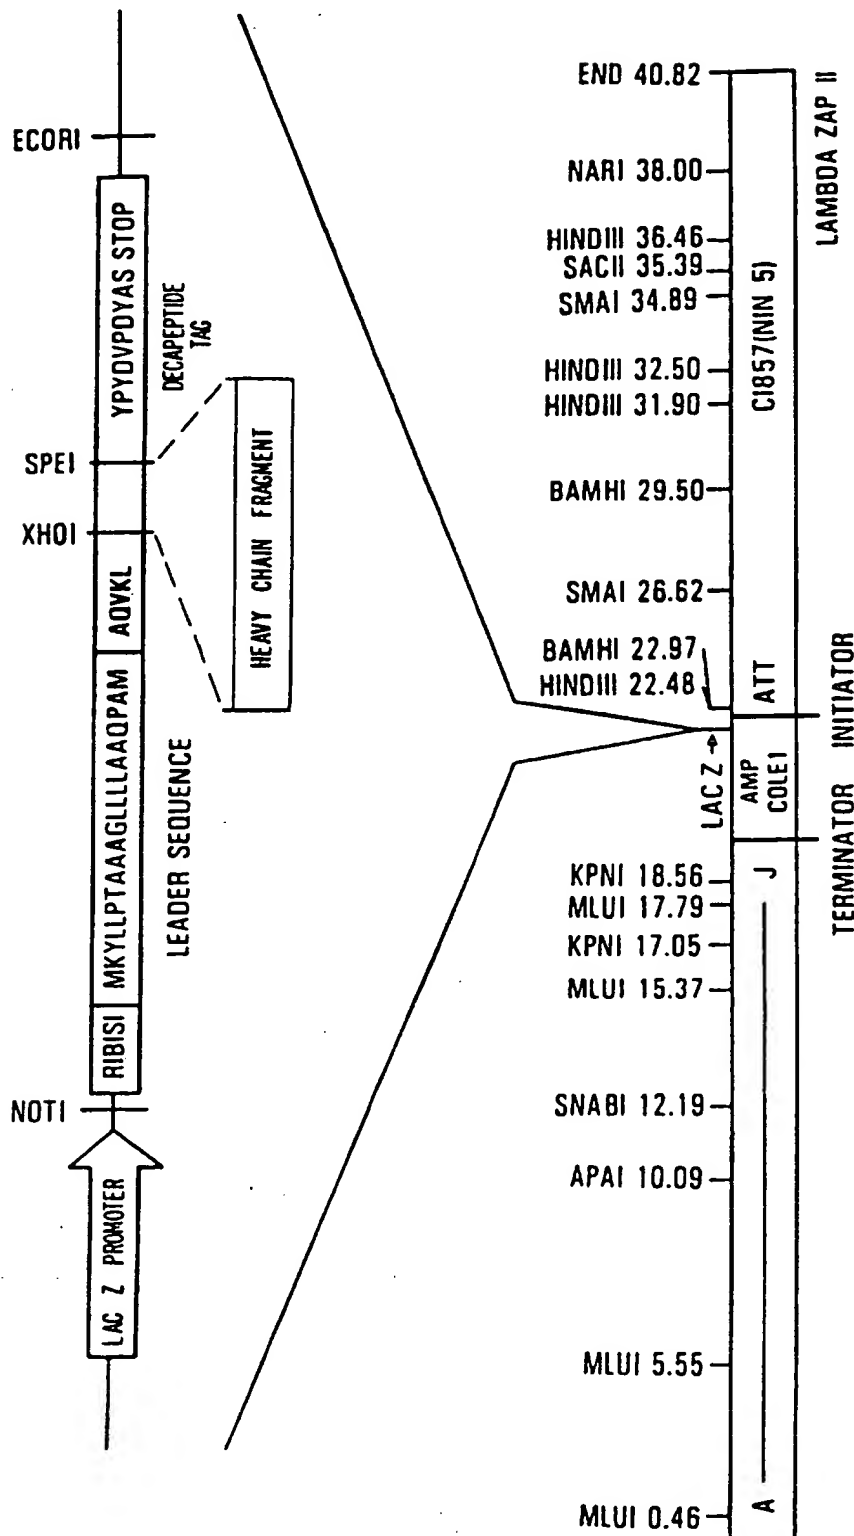 ECORI
YPYDVPDYAS STOP
DECAPEPTIDE
TAG
SPEI
XHOI
HEAVY CHAIN FRAGMENT
AQVKL
MKYLLPTAAAGLLLLAAQPAM
LEADER SEQUENCE
RIBISI
NOTI
LAC Z PROMOTER
END 40.82
NARI 38.00
HINDIII 36.46
SACII 35.39
SMAI 34.89
HINDIII 32.50
HINDIII 31.90
BAMHI 29.50
SMAI 26.62
BAMHI 22.97
HINDIII 22.48
LAC Z →
KPNI 18.56
MLUI 17.79
KPNI 17.05
MLUI 15.37
SNABI 12.19
APAI 10.09
MLUI 5.55
MLUI 0.46
CI857(NIN 5)
ATT
AMP
COLE1
J
A
LAMBDA ZAP II
INITIATOR
TERMINATOR